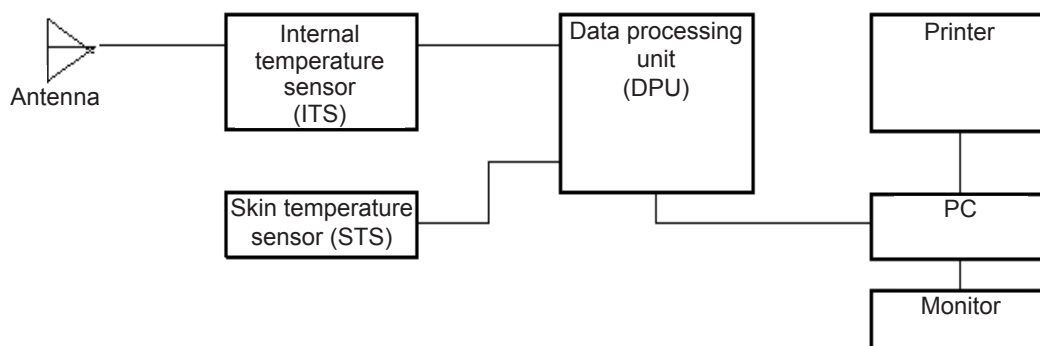 Antenna
Internal
temperature
sensor
(ITS)
Skin temperature
sensor (STS)
Data processing
unit
(DPU)
Printer
PC
Monitor